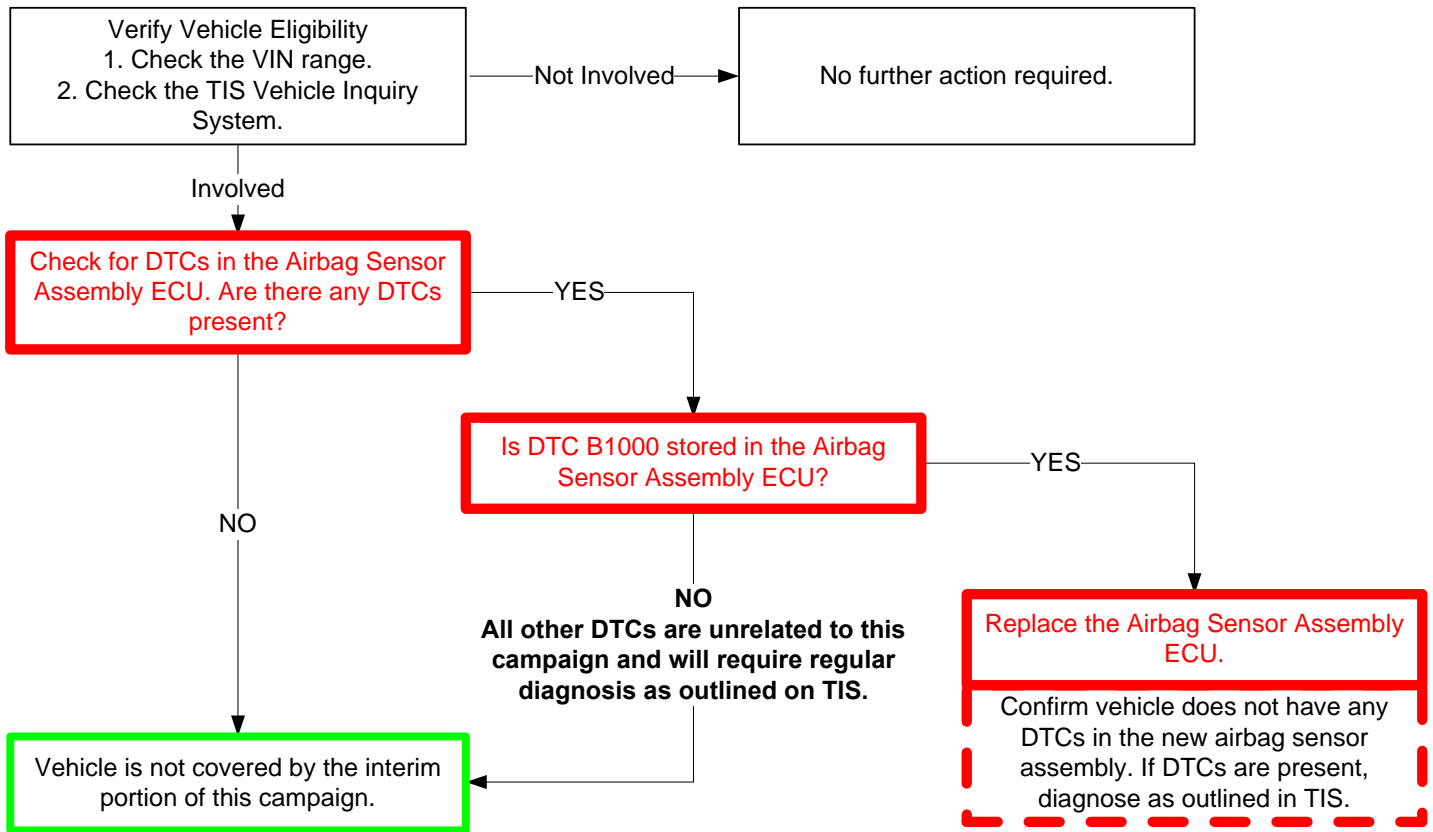 Verify Vehicle Eligibility
1. Check the VIN range.
2. Check the TIS Vehicle Inquiry
System.
Not Involved
No further action required.
Involved
Check for DTCs in the Airbag Sensor
Assembly ECU. Are there any DTCs
present?
YES
Is DTC B1000 stored in the Airbag
Sensor Assembly ECU?
YES
NO
NO
All other DTCs are unrelated to this
campaign and will require regular
diagnosis as outlined on TIS.
Replace the Airbag Sensor Assembly
ECU.
Confirm vehicle does not have any
DTCs in the new airbag sensor
assembly. If DTCs are present,
diagnose as outlined in TIS.
Vehicle is not covered by the interim
portion of this campaign.